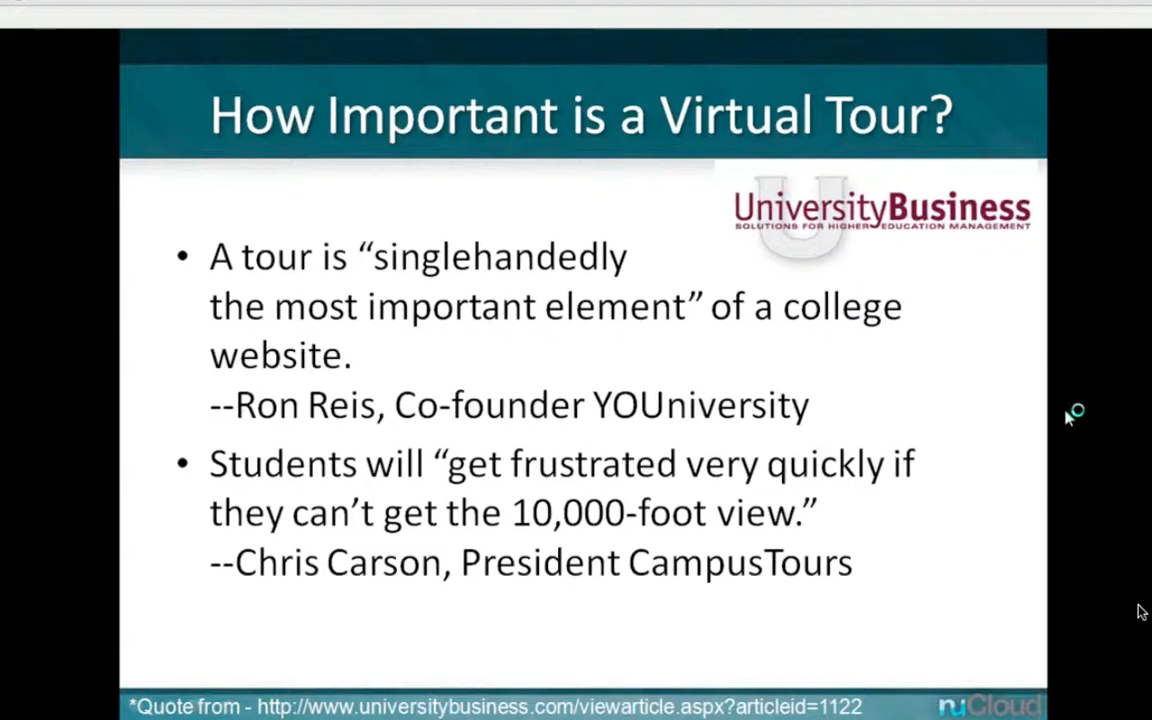 How Important is a Virtual Tour?
UniversityBusiness
SOLUTIONS FOR HIGHER EDUCATION MANAGEMENT
• A tour is “singlehandedly
the most important element” of a college
website.
--Ron Reis, Co-founder YOUniversity
• Students will “get frustrated very quickly if
they can’t get the 10,000-foot view.”
--Chris Carson, President CampusTours
*Quote from - http://www.universitybusiness.com/viewarticle.aspx?articleid=1122
nuCloud